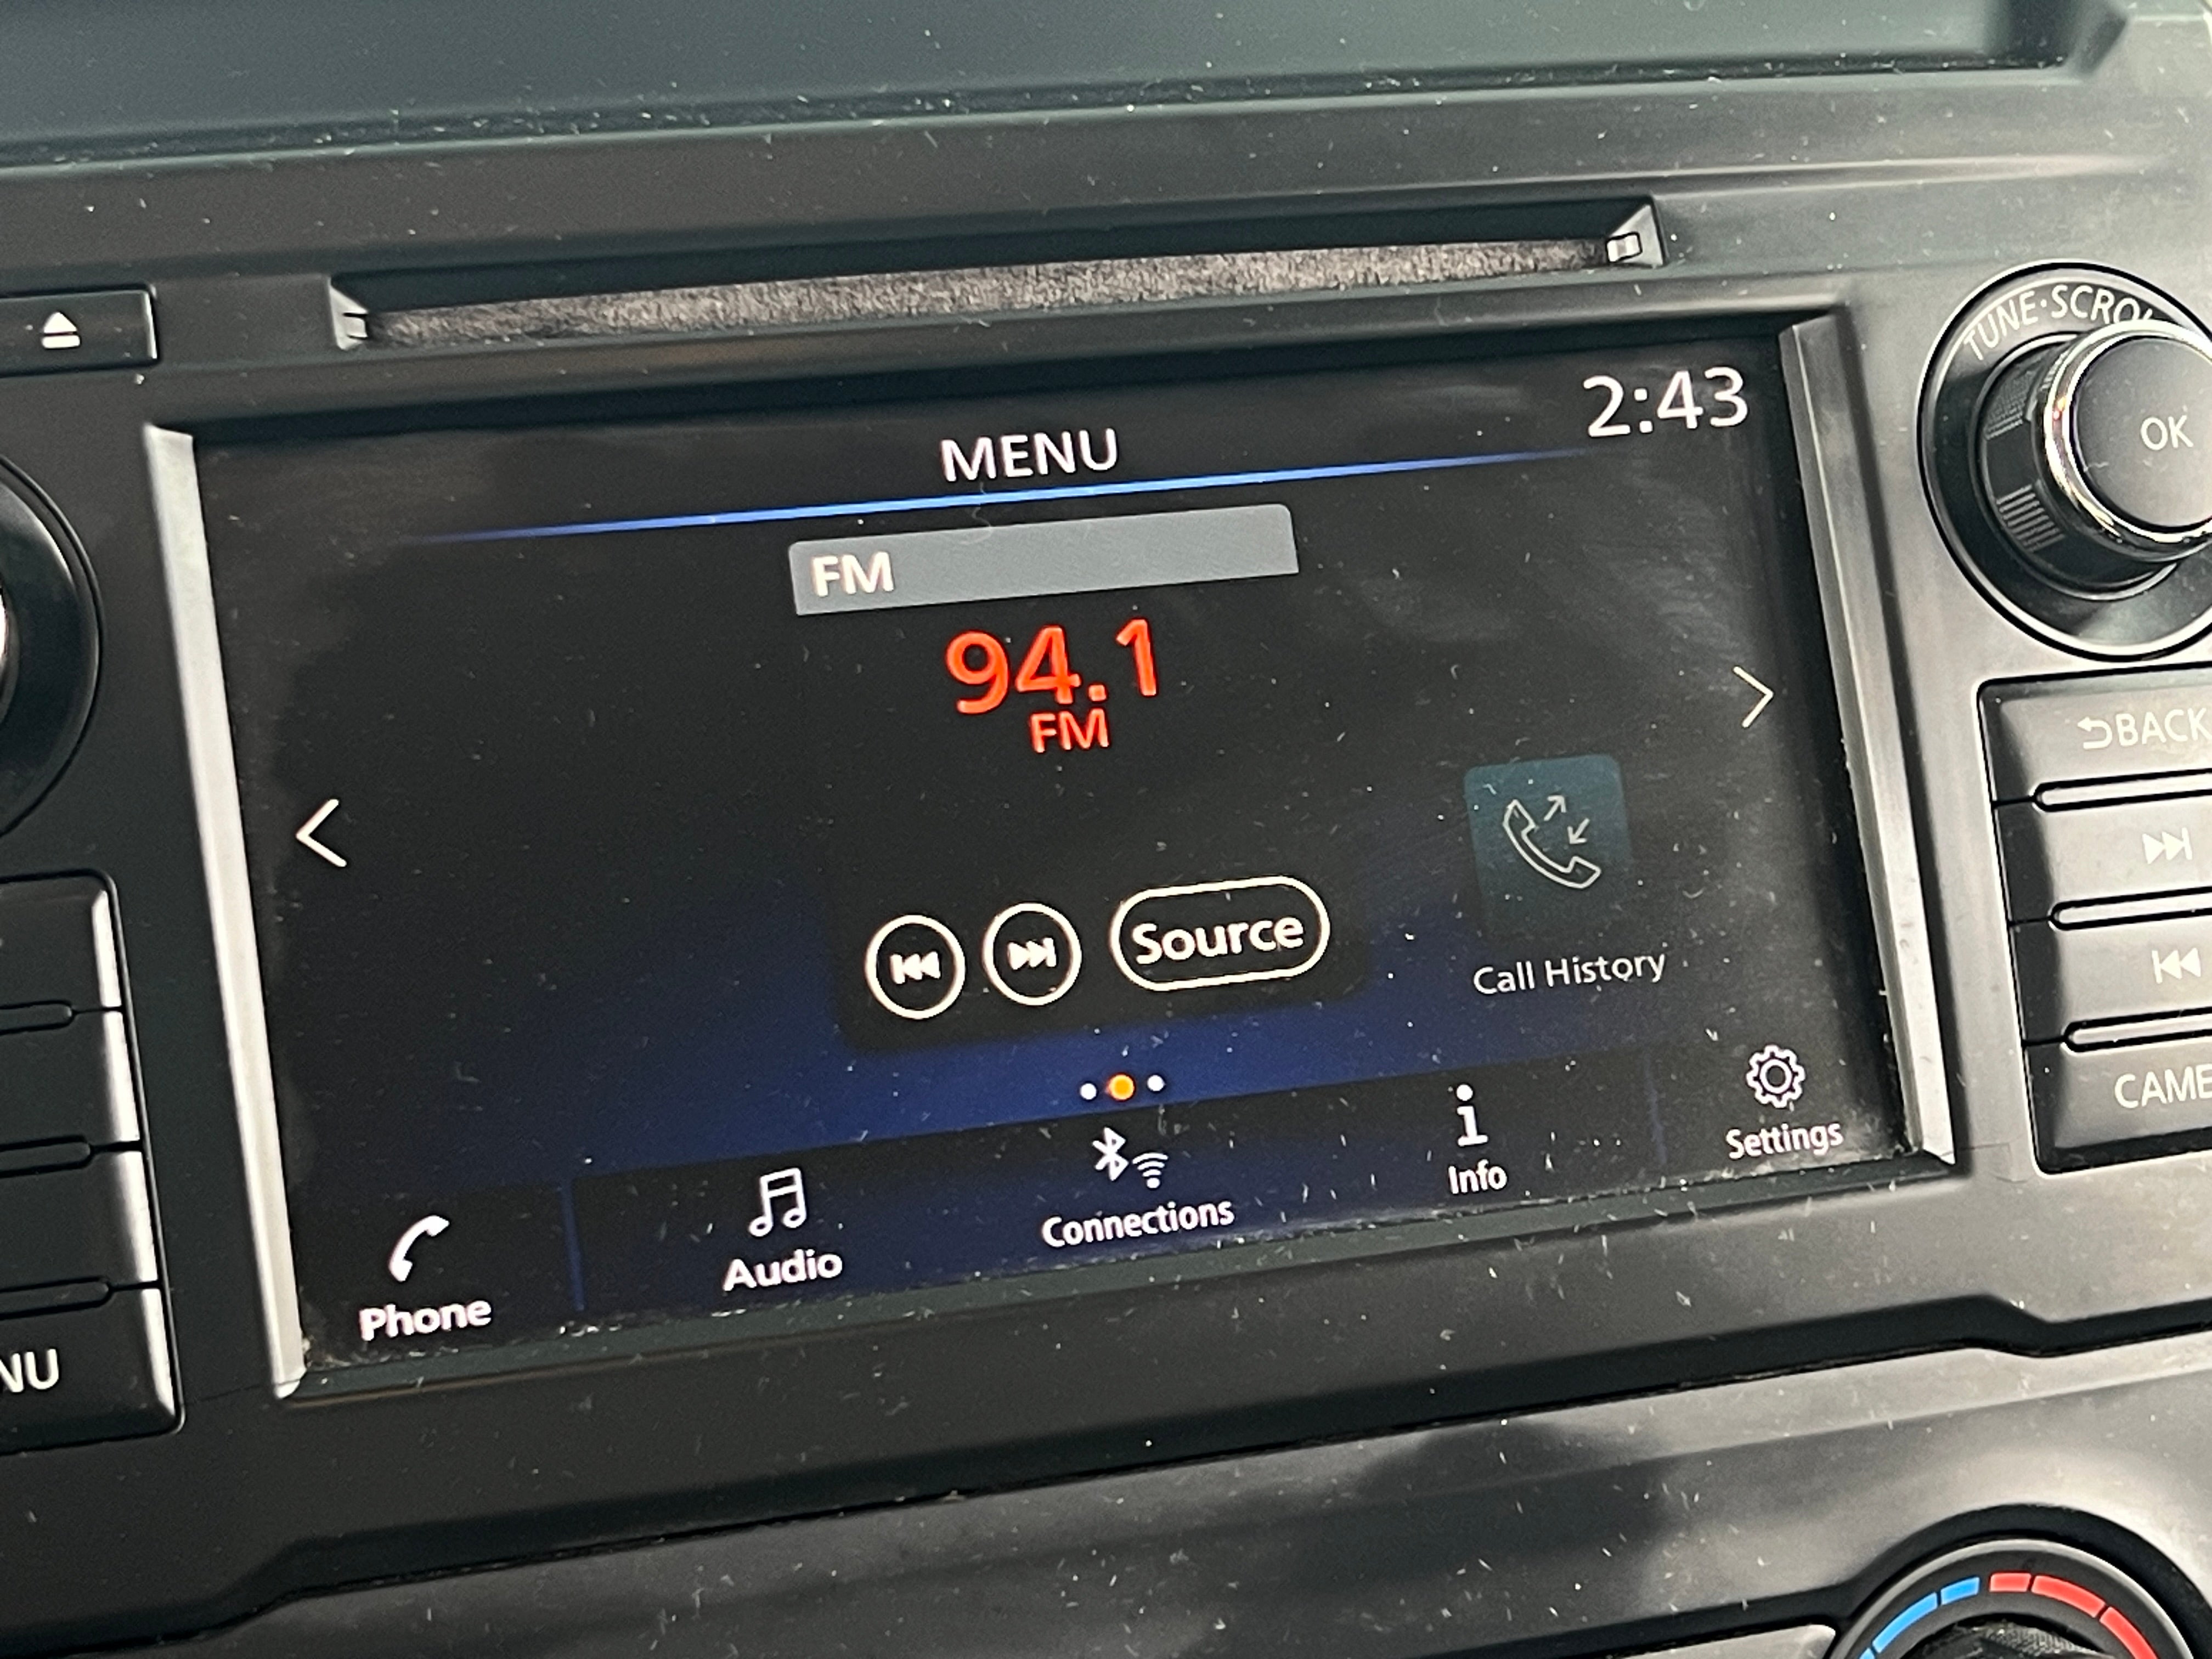 TUNE·SCROL
OK
2:43
MENU
FM
94.1
FM
BACK
Source
Call History
CAME
Settings
Info
Connections
Audio
Phone
NU